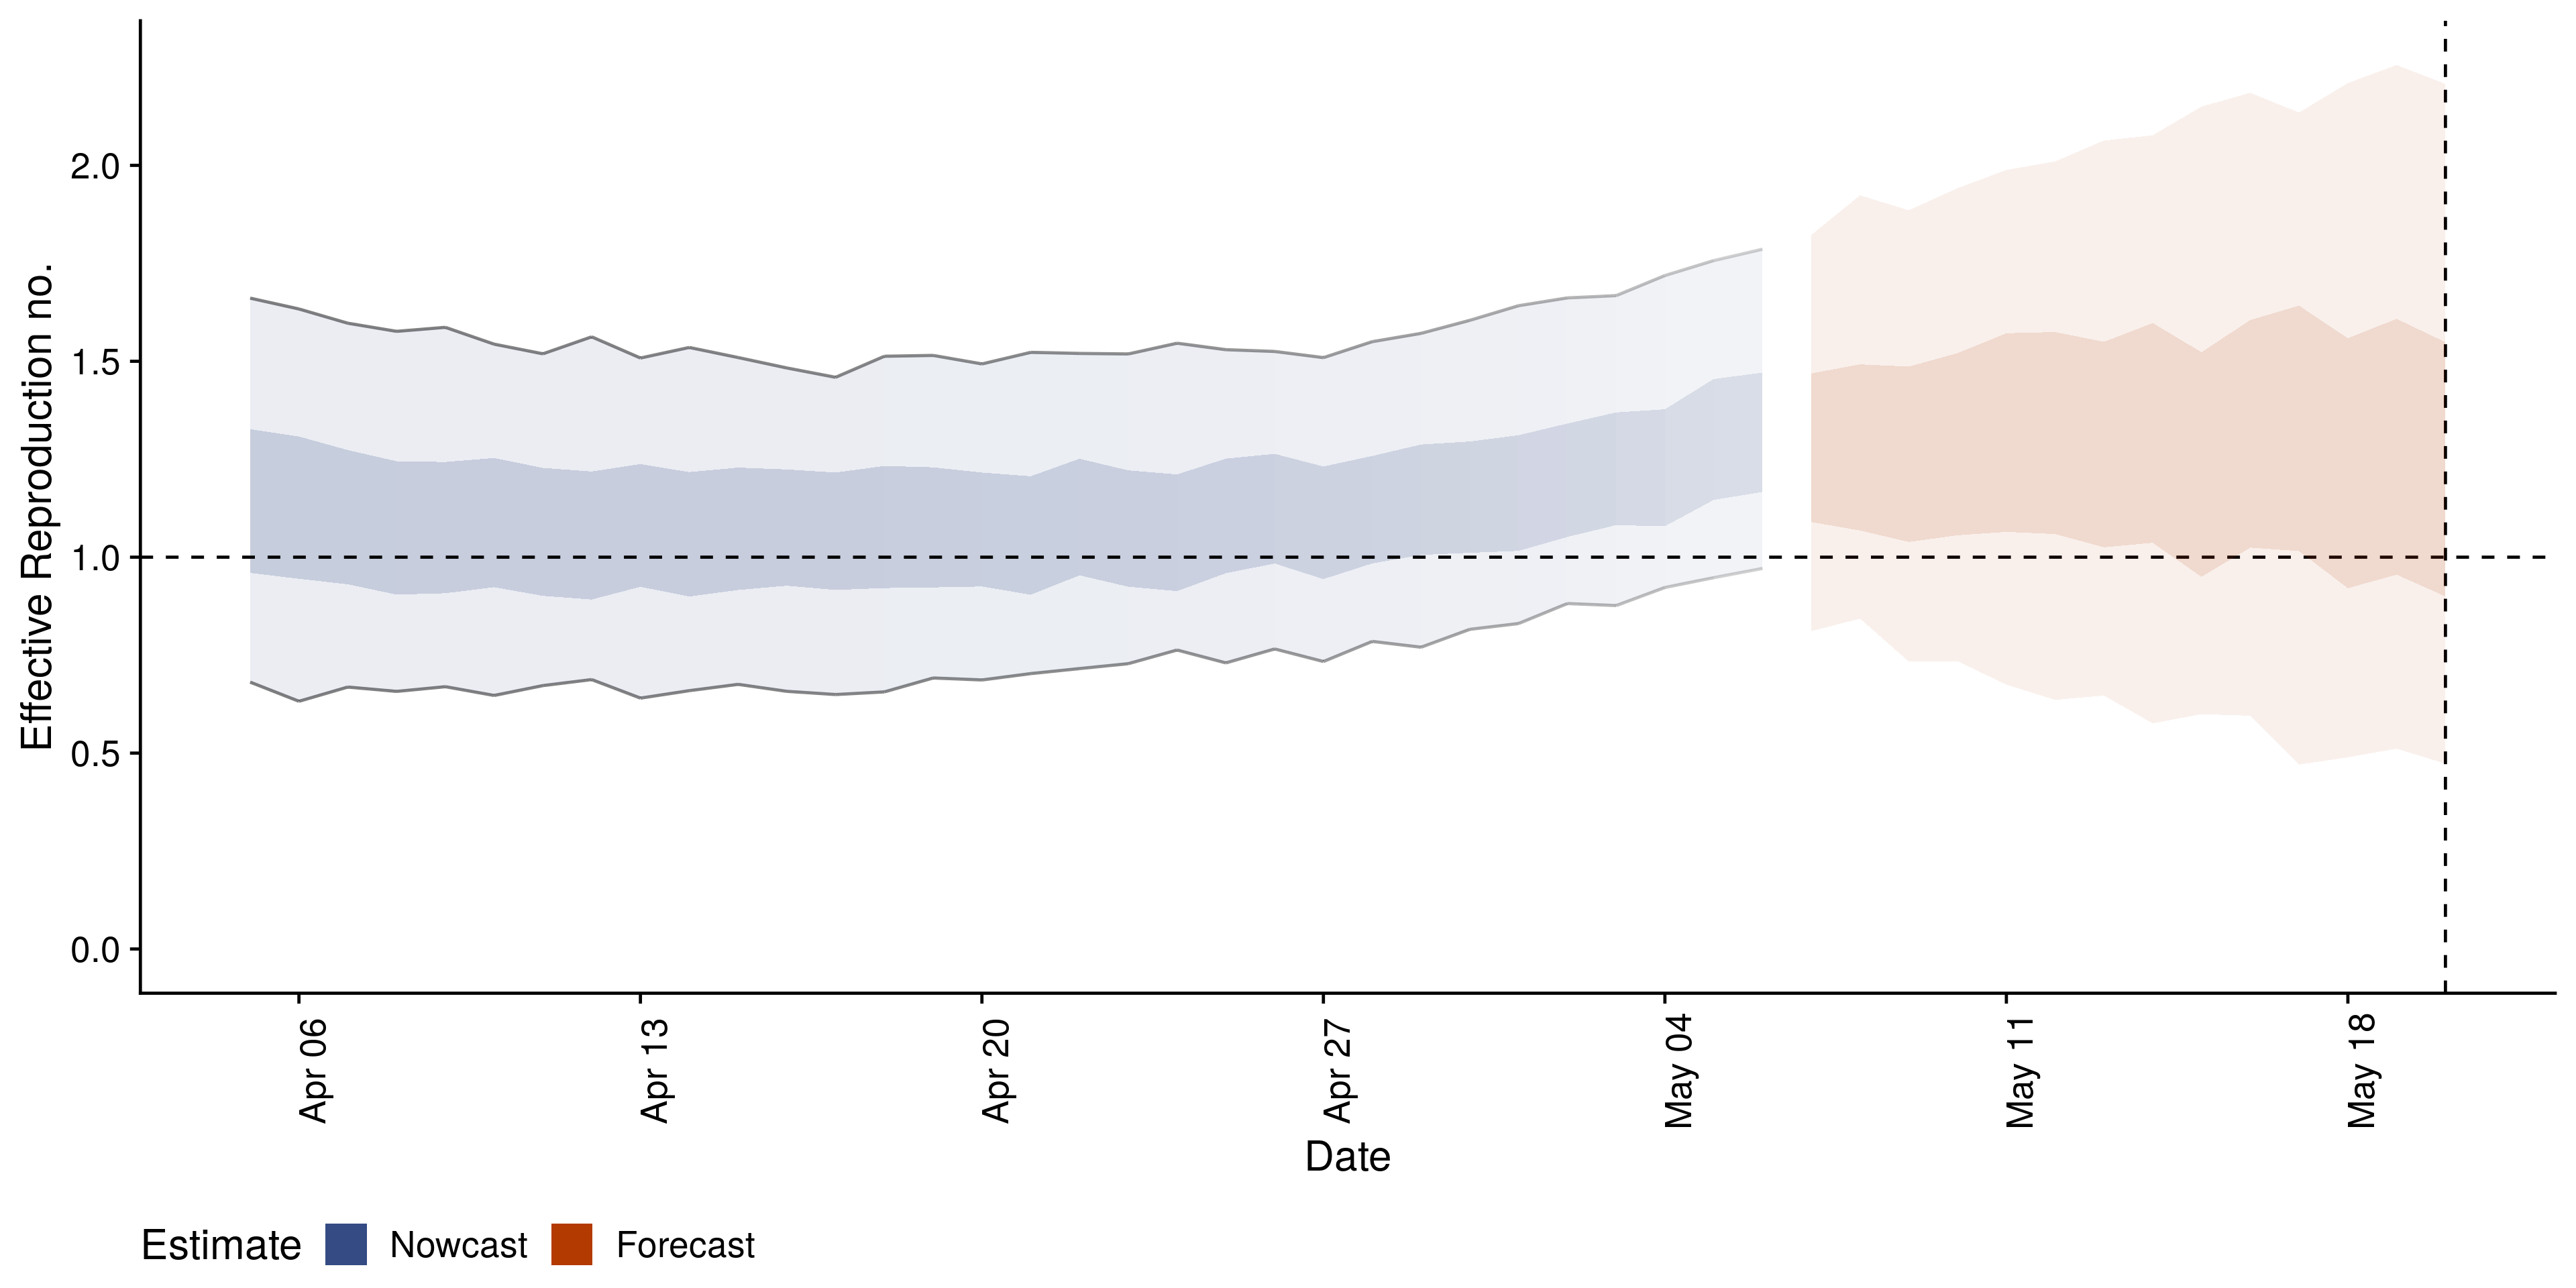 Effective Reproduction no.
2.0
1.5
1.0
0.5
0.0
Apr 06
Apr 13
Apr 20
Apr 27
May 04
May 11
May 18
Date
Estimate Nowcast Forecast